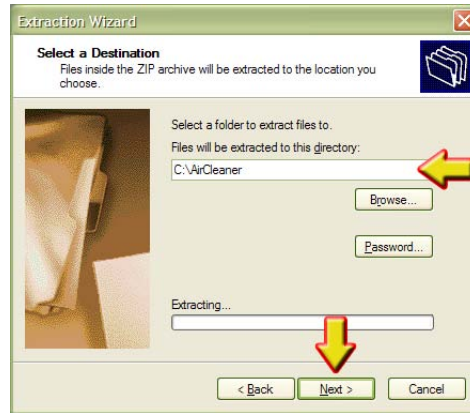 Extraction Wizard
Select a Destination
Files inside the ZIP archive will be extracted to the location you
choose.
Select a folder to extract files to.
Files will be extracted to this directory:
C:\AirCleaner
Browse...
Password...
Extracting...
< Back
Next >
Cancel